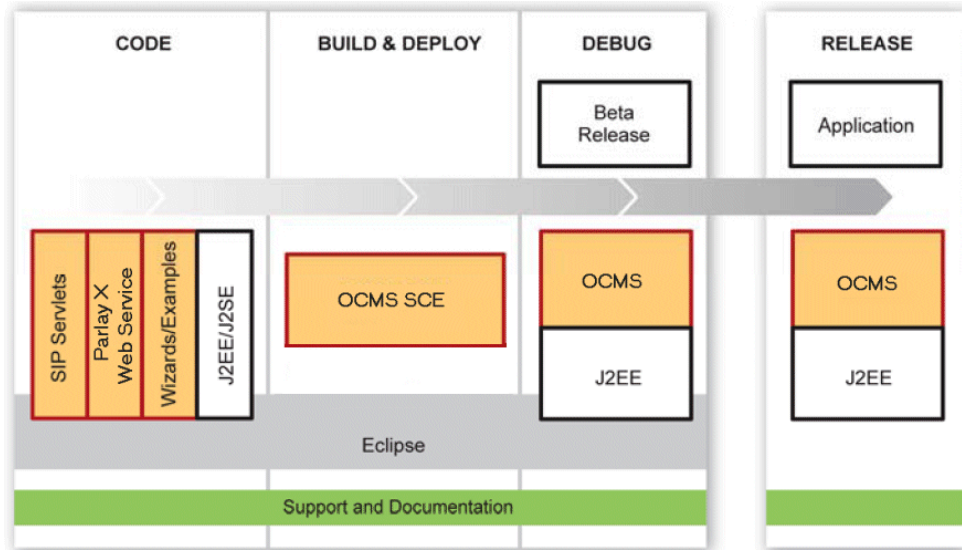 CODE
BUILD & DEPLOY
DEBUG
RELEASE
Beta
Release
Application
SIP Servlets
Parlay X
Web Service
Wizards/Examples
J2EE/J2SE
OCMS SCE
OCMS
J2EE
OCMS
J2EE
Eclipse
Support and Documentation